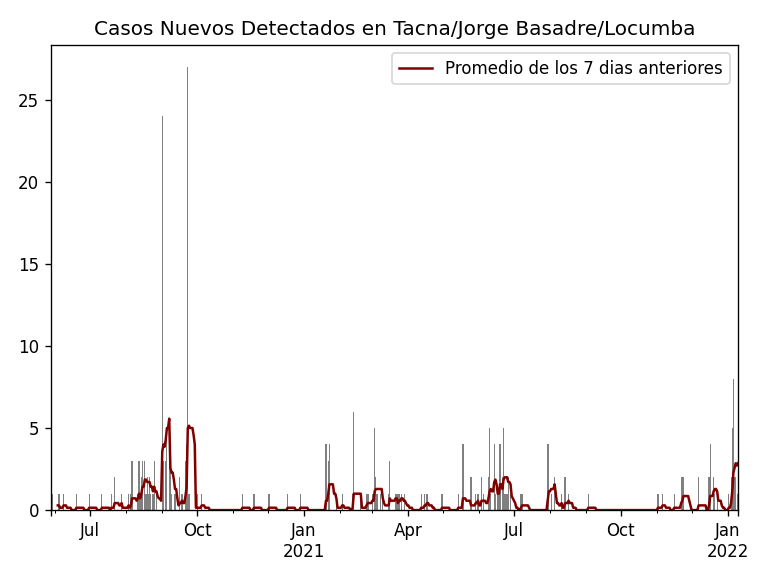 Casos Nuevos Detectados en Tacna/Jorge Basadre/Locumba
Promedio de los 7 dias anteriores
25
20
15
10
5
0
Jul Oct Jan Apr Jul Oct Jan
2021 2022